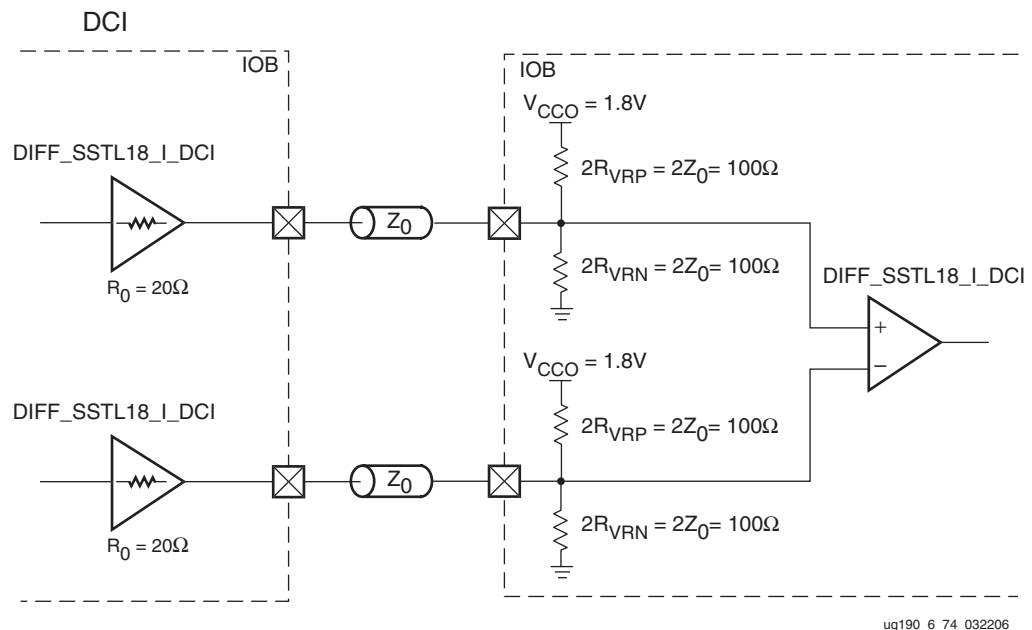 DCI
IOB
IOB
VCCO = 1.8V
DIFF_SSTL18_I_DCI
2RVRP = 2Z0= 100Ω
Z0
2RVRN = 2Z0= 100Ω
DIFF_SSTL18_I_DCI
R0 = 20Ω
+
–
VCCO = 1.8V
DIFF_SSTL18_I_DCI
2RVRP = 2Z0= 100Ω
Z0
2RVRN = 2Z0= 100Ω
R0 = 20Ω
ug190_6_74_032206